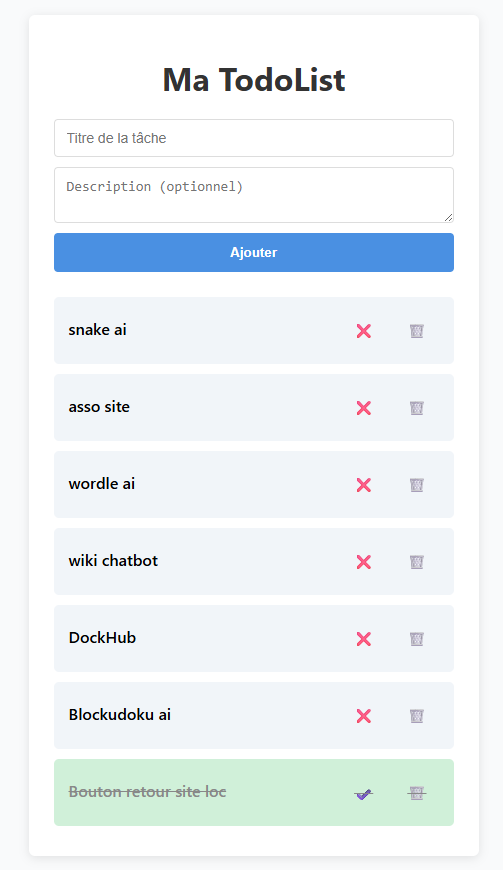 Ma TodoList
Titre de la tâche
Description (optionnel)
Ajouter
snake ai
asso site
wordle ai
wiki chatbot
DockHub
Blockudoku ai
Bouton retour site loc